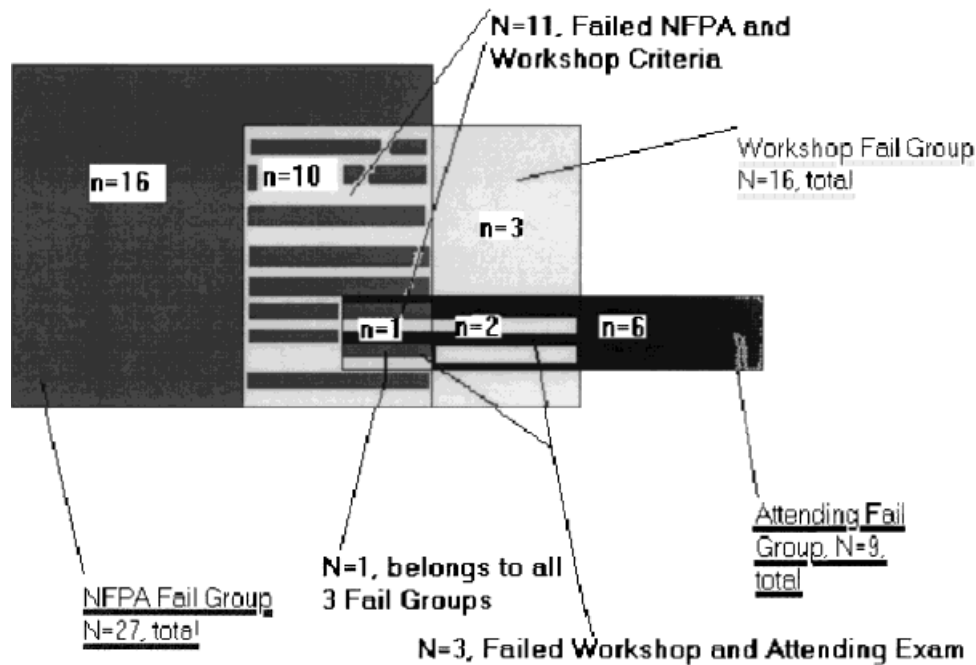 N=11, Failed NFPA and
Workshop Criteria
Workshop Fail Group
N=16, total
n=16
n=10
n=3
n=1
n=2
n=6
Attending Fail
Group, N=9,
total
NFPA Fail Group
N=27, total
N=1, belongs to all
3 Fail Groups
N=3, Failed Workshop and Attending Exam